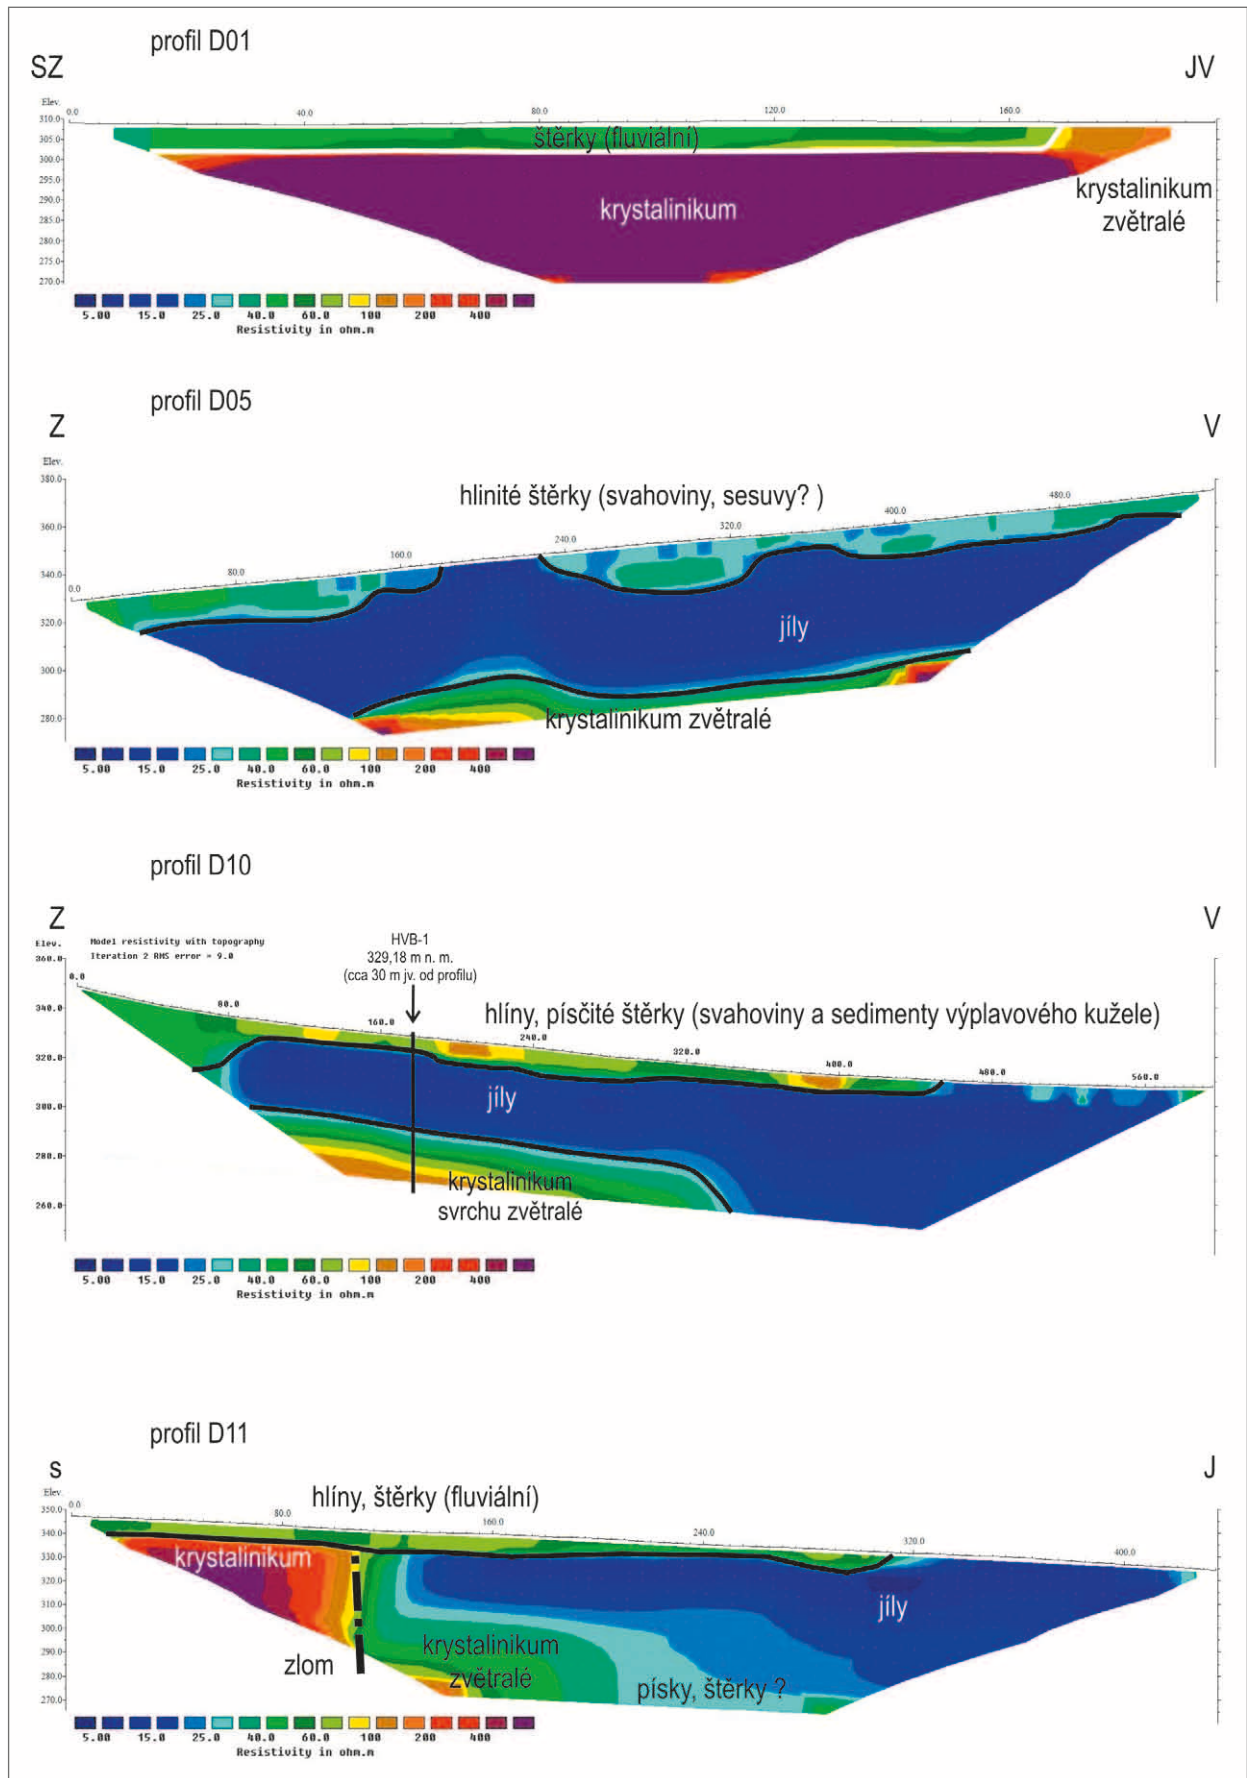 profil D01
SZ
JV
Elev.
0.0 40.0 80.0 120.0 160.0
310.0
305.0
300.0
295.0
290.0
285.0
280.0
275.0
270.0
štěrky (fluviální)
krystalinikum
krystalinikum
zvětralé
5.00 15.0 25.0 40.0 60.0 100 200 400
Resistivity in ohm.m
profil D05
Z
V
Elev.
0.0 80.0 160.0 240.0 320.0 400.0 480.0
380.0
360.0
340.0
320.0
300.0
280.0
hlinité štěrky (svahoviny, sesuvy? )
jíly
krystalinikum zvětralé
5.00 15.0 25.0 40.0 60.0 100 200 400
Resistivity in ohm.m
profil D10
Z
V
Elev.
Model resistivity with topography
Iteration 2 RMS error = 9.0
HVB-1
329,18 m n. m.
(cca 30 m jv. od profilu)
0.0 80.0 160.0 240.0 320.0 400.0 480.0 560.0
360.0
340.0
320.0
300.0
280.0
260.0
hlíny, písčité štěrky (svahoviny a sedimenty výplavového kužele)
jíly
krystalinikum
svrchu zvětralé
5.00 15.0 25.0 40.0 60.0 100 200 400
Resistivity in ohm.m
profil D11
s
J
Elev.
0.0 80.0 160.0 240.0 320.0 400.0
350.0
340.0
330.0
320.0
310.0
300.0
290.0
280.0
270.0
hlíny, štěrky (fluviální)
krystalinikum
jíly
krystalinikum
zvětralé
zlom
písky, štěrky ?
5.00 15.0 25.0 40.0 60.0 100 200 400
Resistivity in ohm.m